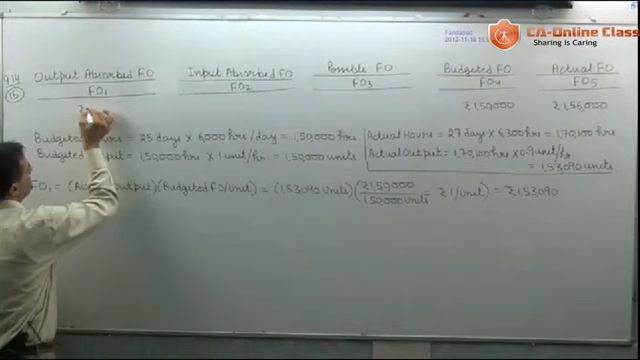 Faridabad
2012-11-18
CA-Online Class
Sharing is Caring
Output Absorbed FO Input Absorbed FO Possible FO Budgeted FO Actual FO
FO1 FO2 FO3 FO4 FO5
(15) ₹1,50,000 ₹1,56,000
Budgeted Hours = 25 days x 6,000 hrs/day = 1,50,000 hrs Actual Hours = 27 days x 6,300 hrs/day = 1,70,100 hrs
Budgeted Output = 1,50,000 hrs x 1 unit/hr = 1,50,000 units Actual Output = 1,70,100 hrs x 0.9 unit/hr
= 1,53,090 units
FO1 = (Actual Output)(Budgeted FO/Unit) = (1,53,090 Units) (₹1,50,000 / 1,50,000 Units = ₹1/unit) = ₹1,53,090